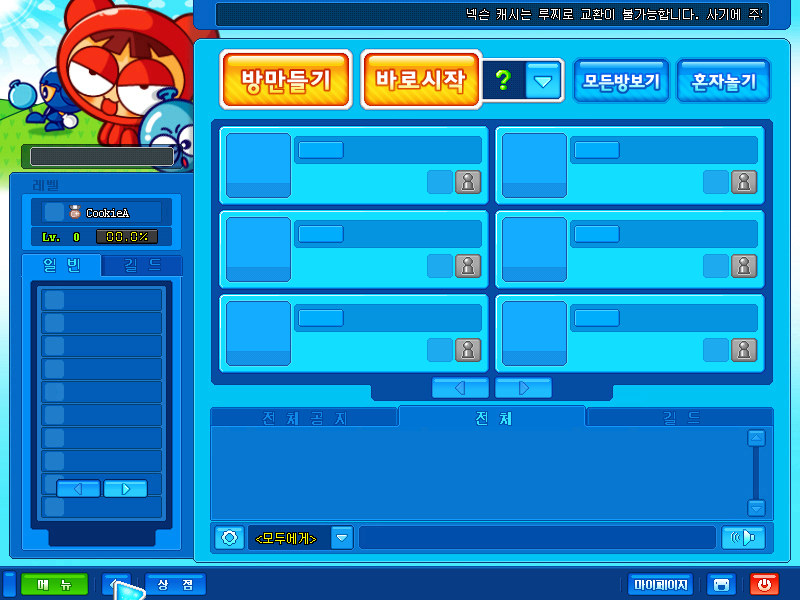 넥슨 캐시는 루찌로 교환이 불가능합니다. 사기에 주
방만들기 바로시작 ? 모든방보기 혼자놀기
레벨
CookieA
Lv. 0 00.0%
일 반 길 드
전 체 공 지 전 체 길 드
<모두에게>
메 뉴 상 점 마이페이지